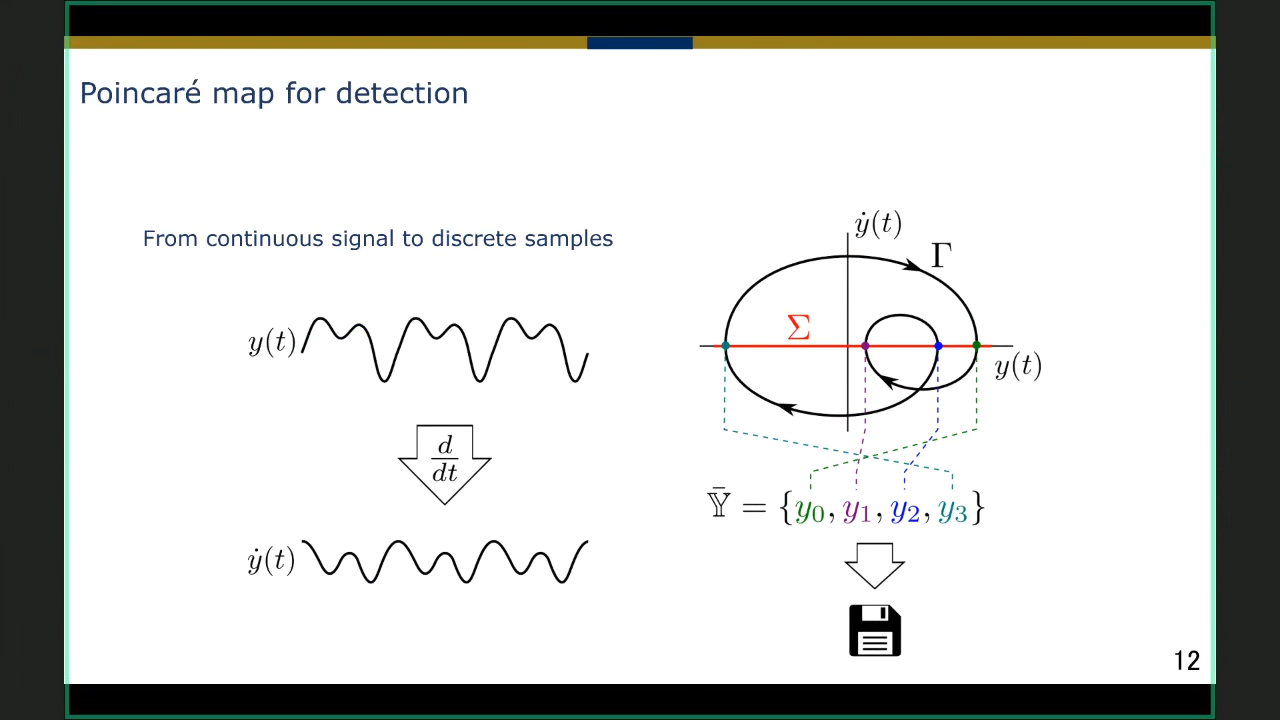 Poincaré map for detection
From continuous signal to discrete samples
y(t)
d
dt
ẏ(t)
ẏ(t)
Γ
Σ
y(t)
𝕐̄ = {y₀, y₁, y₂, y₃}
12